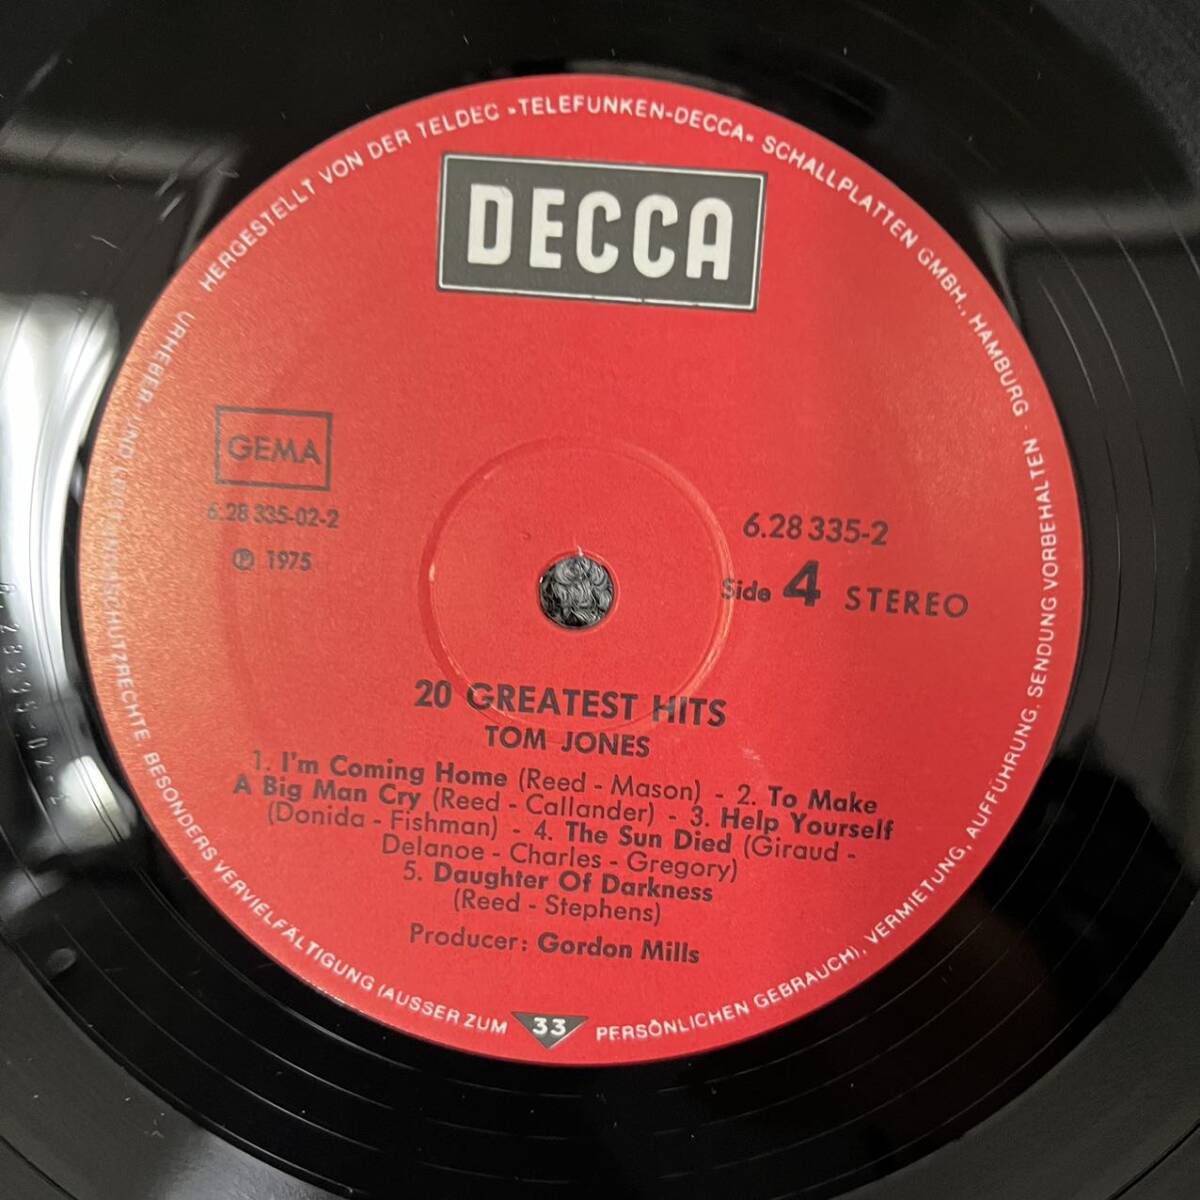 HERGESTELLT VON DER TELDEC »TELEFUNKEN-DECCA« SCHALLPLATTEN GMBH., HAMBURG · SENDUNG VORBEHALTEN
DECCA
GEMA
6.28 335-02-2
Ⓟ 1975
6.28 335-2
Side 4 STEREO
20 GREATEST HITS
TOM JONES
1. I'm Coming Home (Reed - Mason) - 2. To Make
A Big Man Cry (Reed - Callander) - 3. Help Yourself
(Donida - Fishman) - 4. The Sun Died (Giraud -
Delanoe - Charles - Gregory)
5. Daughter Of Darkness
(Reed - Stephens)
Producer: Gordon Mills
URHEBER- UND BESONDERS VERVIELFÄLTIGUNG (AUSSER ZUM
33
PERSÖNLICHEN GEBRAUCH), VERMIETUNG, AUFFÜHRUNG,